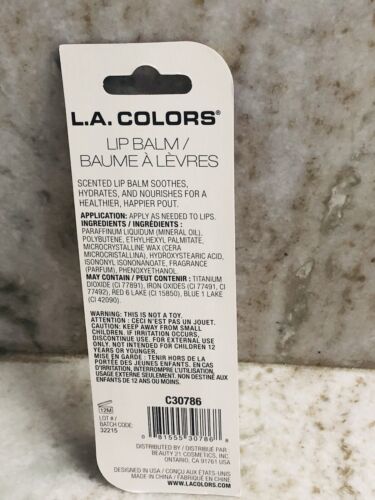 L.A. COLORS®
LIP BALM /
BAUME À LÈVRES
SCENTED LIP BALM SOOTHES,
HYDRATES, AND NOURISHES FOR A
HEALTHIER, HAPPIER POUT.
APPLICATION: APPLY AS NEEDED TO LIPS.
INGREDIENTS / INGRÉDIENTS :
PARAFFINUM LIQUIDUM (MINERAL OIL),
POLYBUTENE, ETHYLHEXYL PALMITATE,
MICROCRYSTALLINE WAX (CERA
MICROCRISTALLINA), HYDROXYSTEARIC ACID,
ISONONYL ISONONANOATE, FRAGRANCE
(PARFUM), PHENOXYETHANOL.
MAY CONTAIN / PEUT CONTENIR : TITANIUM
DIOXIDE (CI 77891), IRON OXIDES (CI 77491, CI
77492), RED 6 LAKE (CI 15850), BLUE 1 LAKE
(CI 42090).
WARNING: THIS IS NOT A TOY.
ATTENTION : CECI N'EST PAS UN JOUET.
CAUTION: KEEP AWAY FROM SMALL
CHILDREN. IF IRRITATION OCCURS,
DISCONTINUE USE. FOR EXTERNAL USE
ONLY. NOT INTENDED FOR CHILDREN 12
YEARS OR YOUNGER.
MISE EN GARDE : TENIR HORS DE LA
PORTÉE DES JEUNES ENFANTS. EN CAS
D'IRRITATION, INTERROMPRE L'UTILISATION.
USAGE EXTERNE SEULEMENT. NON DESTINÉ AUX
ENFANTS DE 12 ANS OU MOINS.
12M
LOT # /
BATCH CODE:
32215
C30786
0 81555 30786 8
DISTRIBUTED BY / DISTRIBUÉ PAR
BEAUTY 21 COSMETICS, INC.
ONTARIO, CA 91761 USA
DESIGNED IN USA / CONÇU AUX ÉTATS-UNIS
MADE IN CHINA / FABRIQUÉ EN CHINE
WWW.LACOLORS.COM